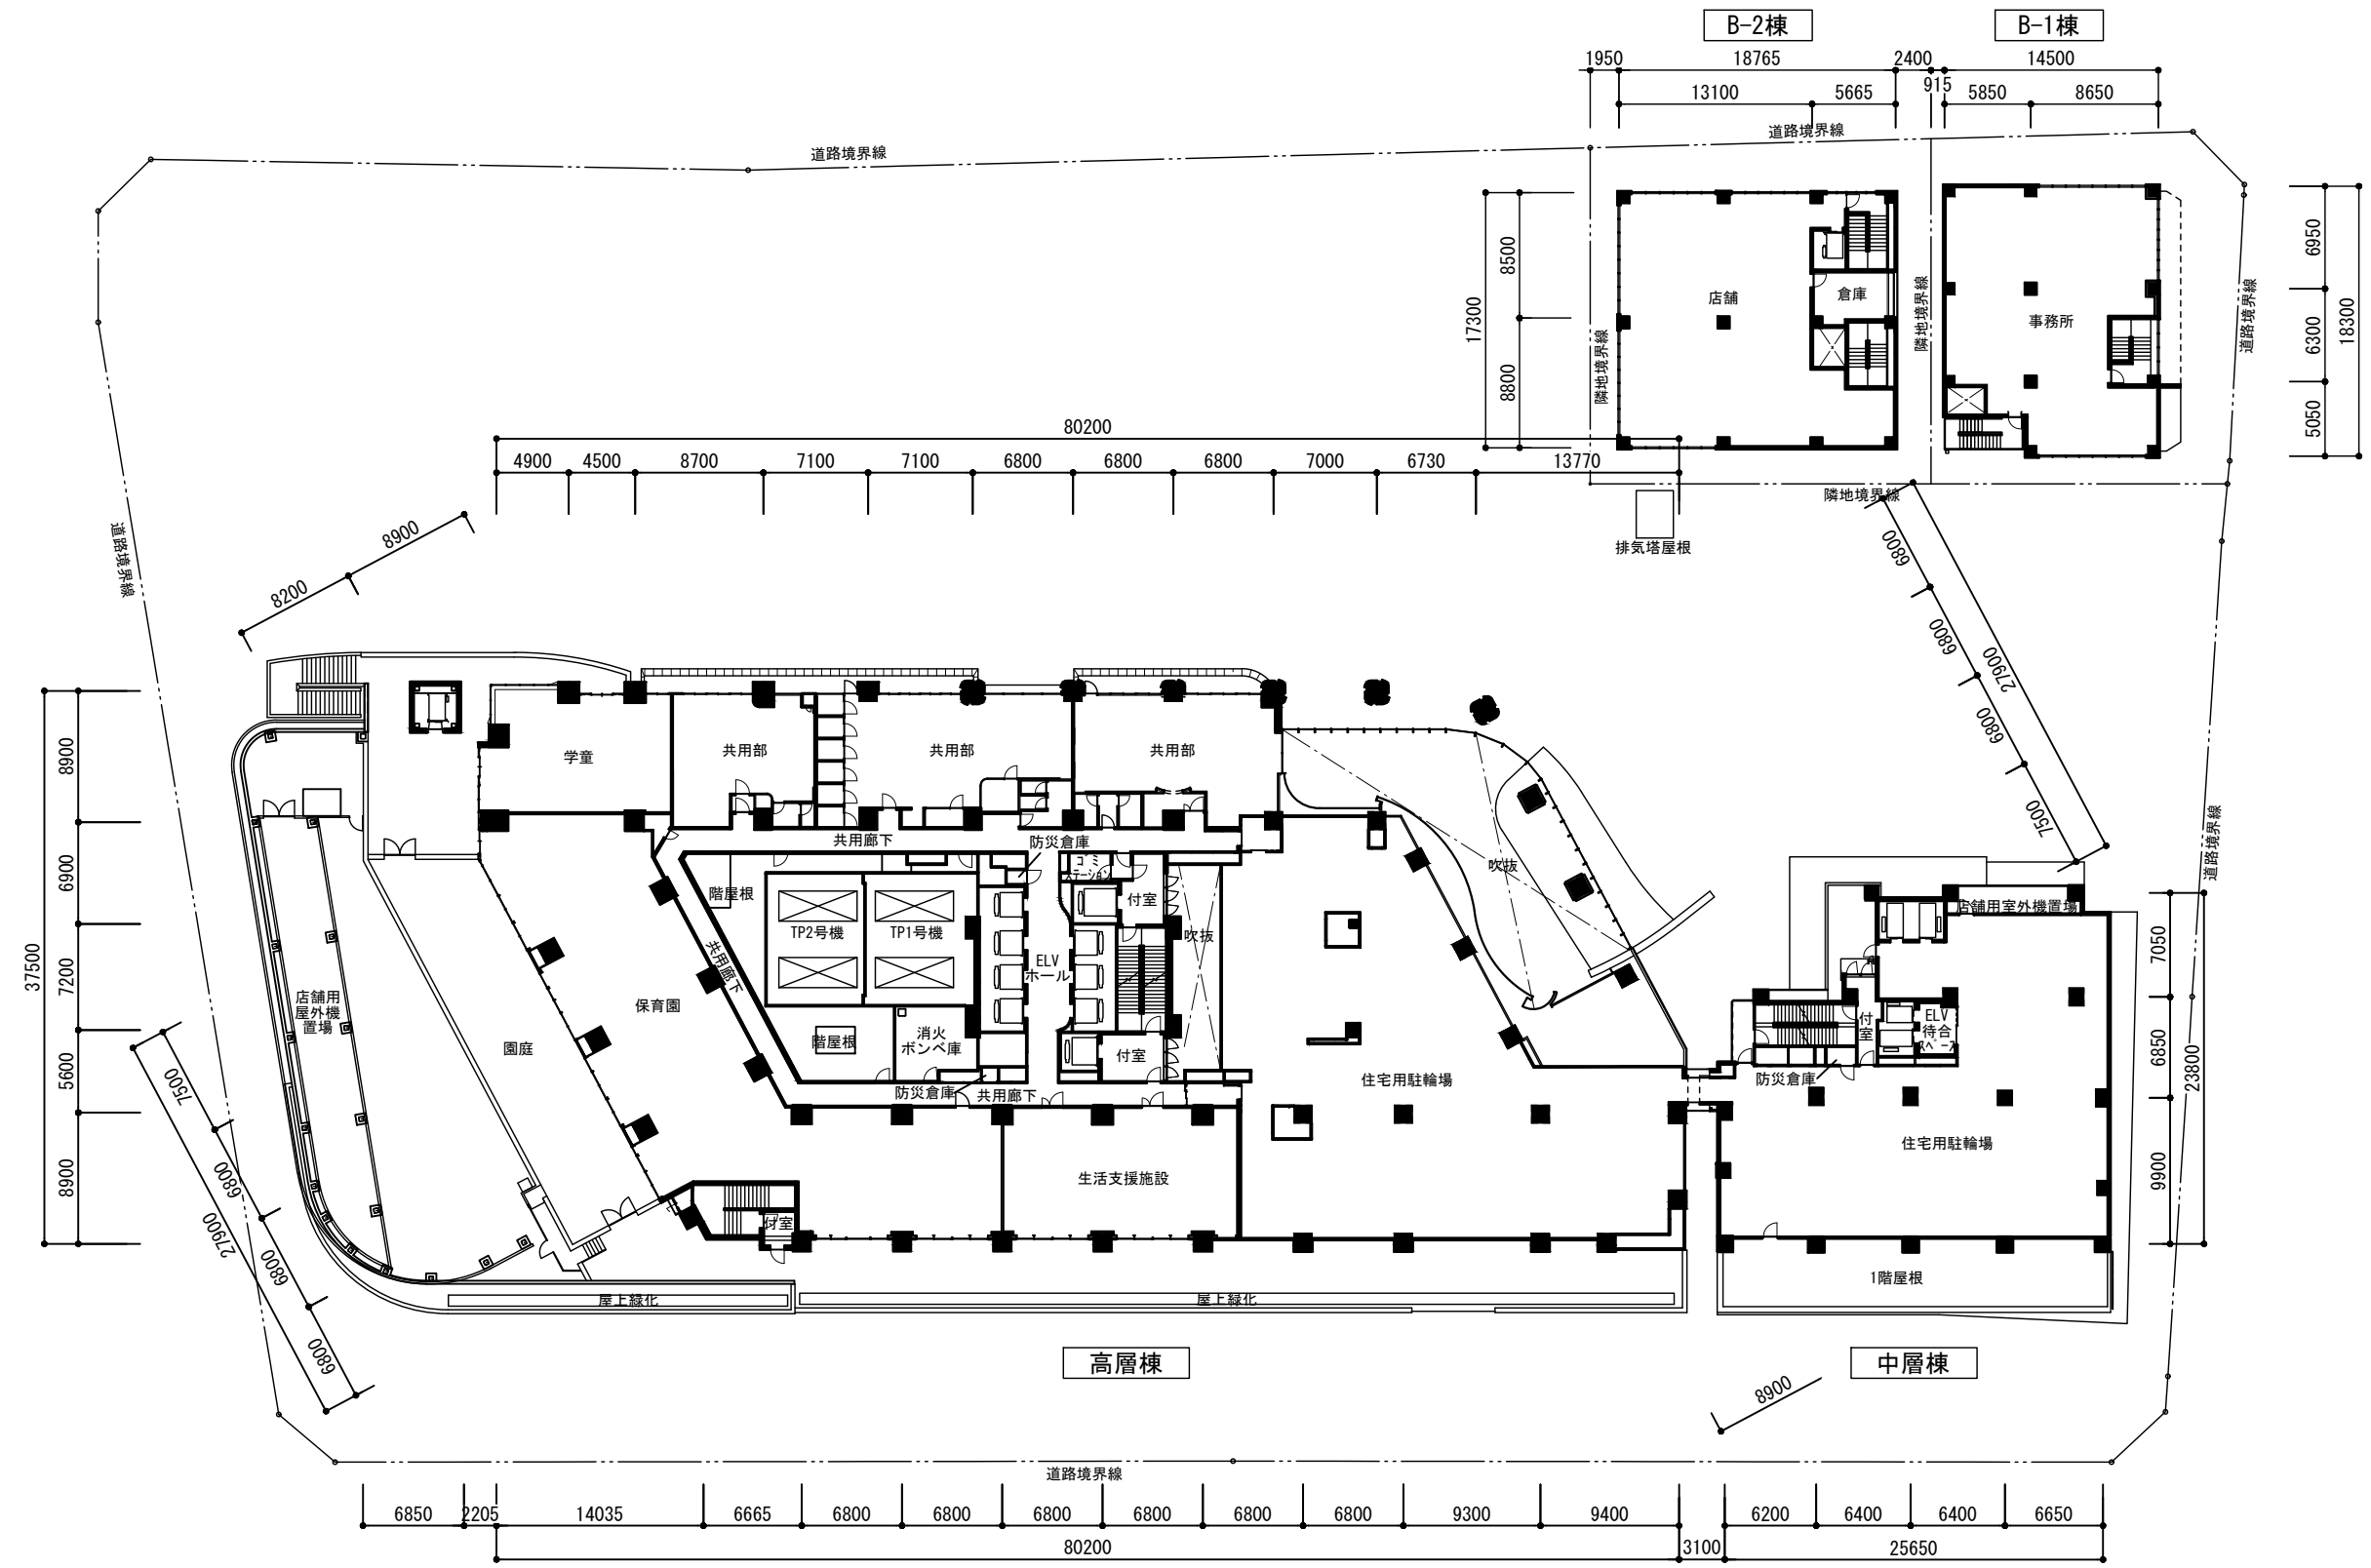 B-2棟
B-1棟
1950
18765
2400
14500
915
13100
5665
5850
8650
道路境界線
道路境界線
8500
17300
8800
隣地境界線
店舗
倉庫
隣地境界線
事務所
道路境界線
6950
6300
18300
5050
80200
4900
4500
8700
7100
7100
6800
6800
6800
7000
6730
13770
隣地境界線
排気塔屋根
道路境界線
8200
8900
6800
6800
6800
7500
27900
道路境界線
8900
6900
7200
5600
8900
37500
学童
共用部
共用部
共用部
共用廊下
防災倉庫
ゴミ
ステーション
吹抜
階屋根
TP2号機
TP1号機
付室
吹抜
共用廊下
ELV
ホール
店舗用
屋外機
置場
保育園
園庭
階屋根
消火
ボンベ庫
付室
防災倉庫
共用廊下
住宅用駐輪場
生活支援施設
付室
店舗用室外機置場
付
室
ELV
待合
スペース
防災倉庫
住宅用駐輪場
1階屋根
7050
6850
9900
23800
7500
6800
6800
6800
27900
屋上緑化
屋上緑化
高層棟
中層棟
8900
道路境界線
6850
2205
14035
6665
6800
6800
6800
6800
6800
6800
9300
9400
6200
6400
6400
6650
80200
3100
25650